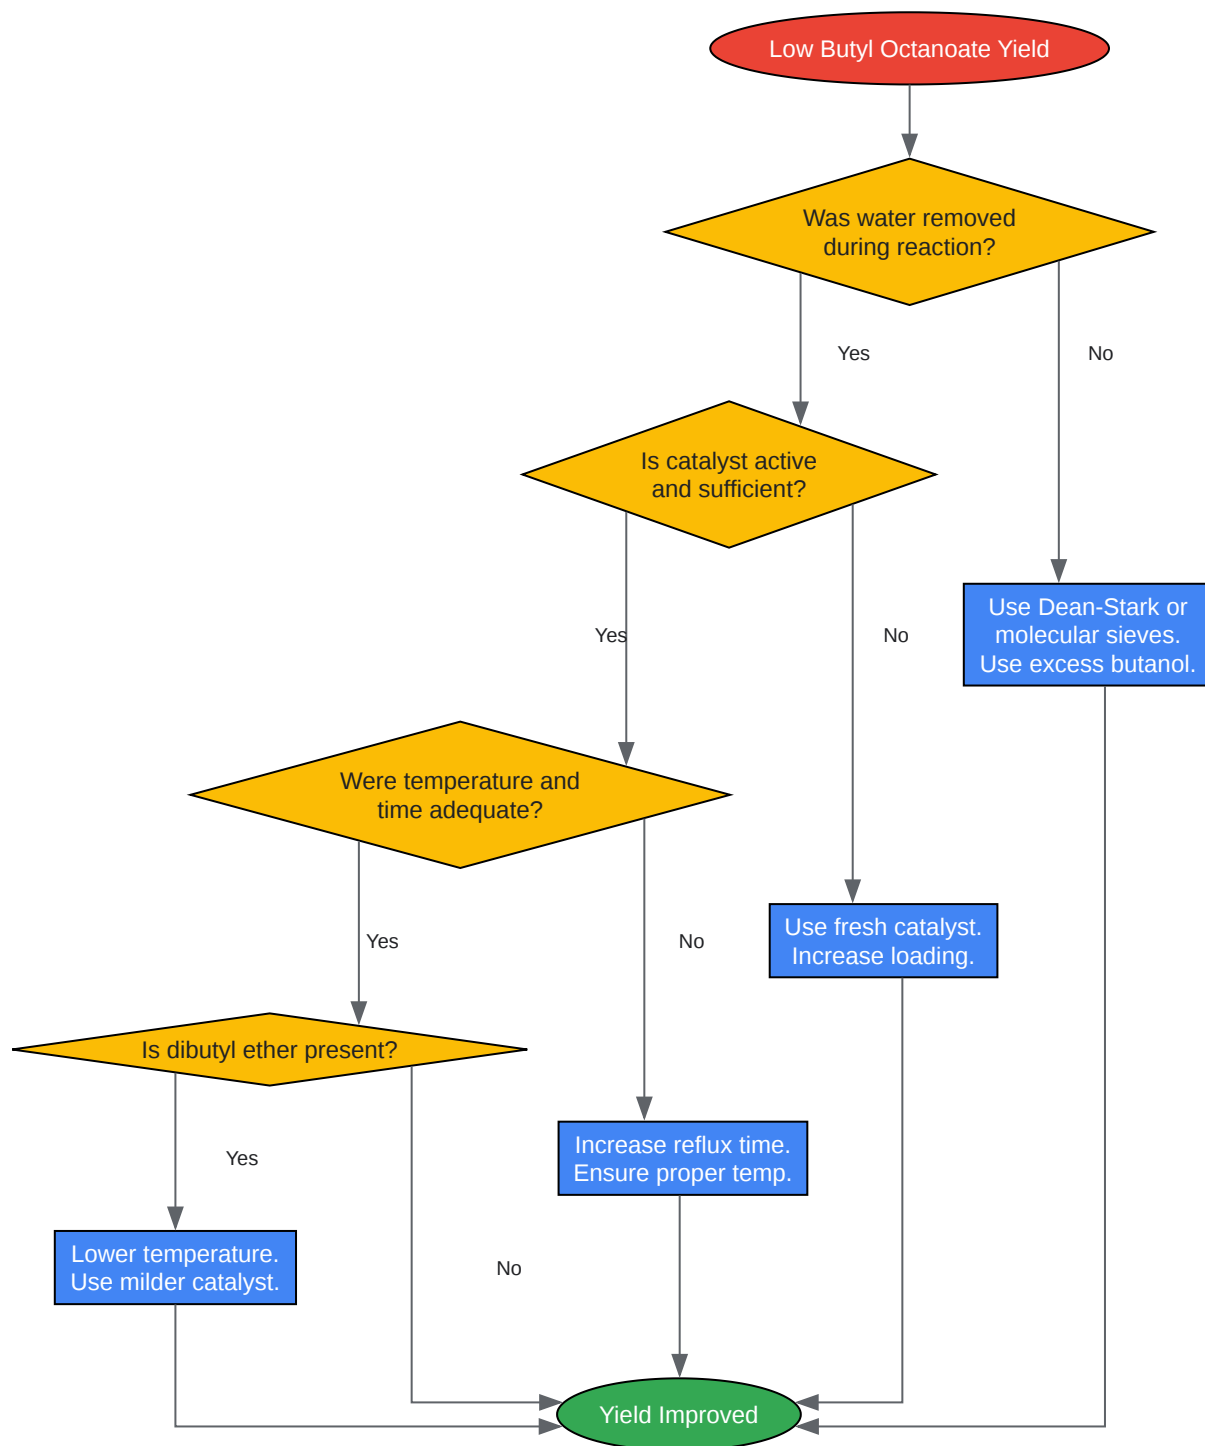 Low Butyl Octanoate Yield
Was water removed
during reaction?
Yes
No
Is catalyst active
and sufficient?
Yes
No
Use Dean-Stark or
molecular sieves.
Use excess butanol.
Were temperature and
time adequate?
Yes
No
Use fresh catalyst.
Increase loading.
Is dibutyl ether present?
Yes
No
Increase reflux time.
Ensure proper temp.
Lower temperature.
Use milder catalyst.
Yield Improved